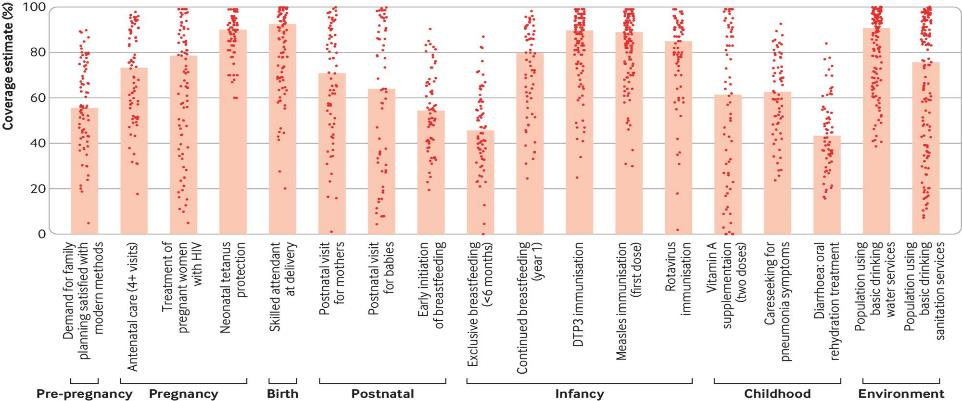 Coverage estimate (%)
100
80
60
40
20
0
Demand for family
planning satisfied with
modern methods
Antenatal care (4+ visits)
Treatment of
pregnant women
with HIV
Neonatal tetanus
protection
Skilled attendant
at delivery
Postnatal visit
for mothers
Postnatal visit
for babies
Early initiation
of breastfeeding
Exclusive breastfeeding
(<6 months)
Continued breastfeeding
(year 1)
DTP3 immunisation
Measles immunisation
(first dose)
Rotavirus
immunisation
Vitamin A
supplementaion
(two doses)
Careseeking for
pneumonia symptoms
Diarrhoea: oral
rehydration treatment
Population using
basic drinking
water services
Population using
basic drinking
sanitation services
Pre-pregnancy
Pregnancy
Birth
Postnatal
Infancy
Childhood
Environment